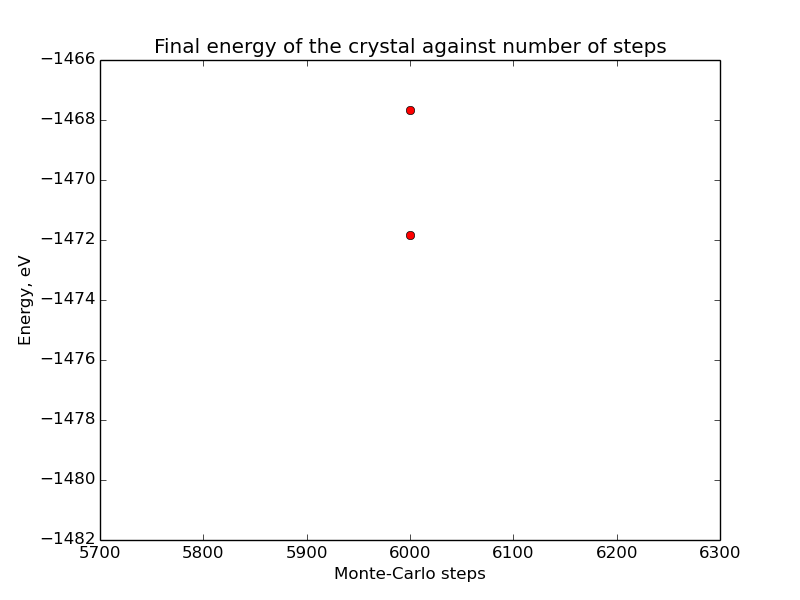 Final energy of the crystal against number of steps
−1466
−1468
−1470
−1472
−1474
−1476
−1478
−1480
−1482
Energy, eV
5700 5800 5900 6000 6100 6200 6300
Monte-Carlo steps